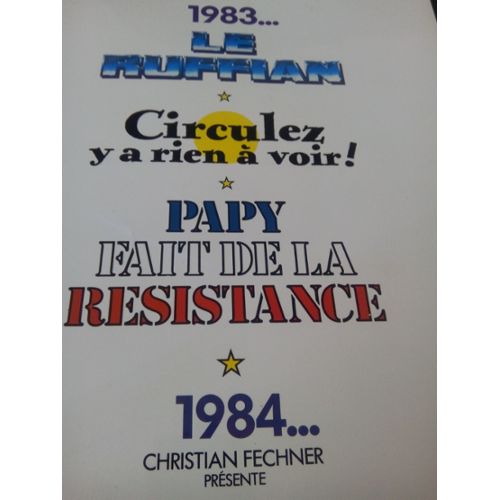 1983...
LE
RUFFIAN
Circulez
y a rien à voir!
PAPY
FAIT DE LA
RESISTANCE
1984...
CHRISTIAN FECHNER
PRÉSENTE